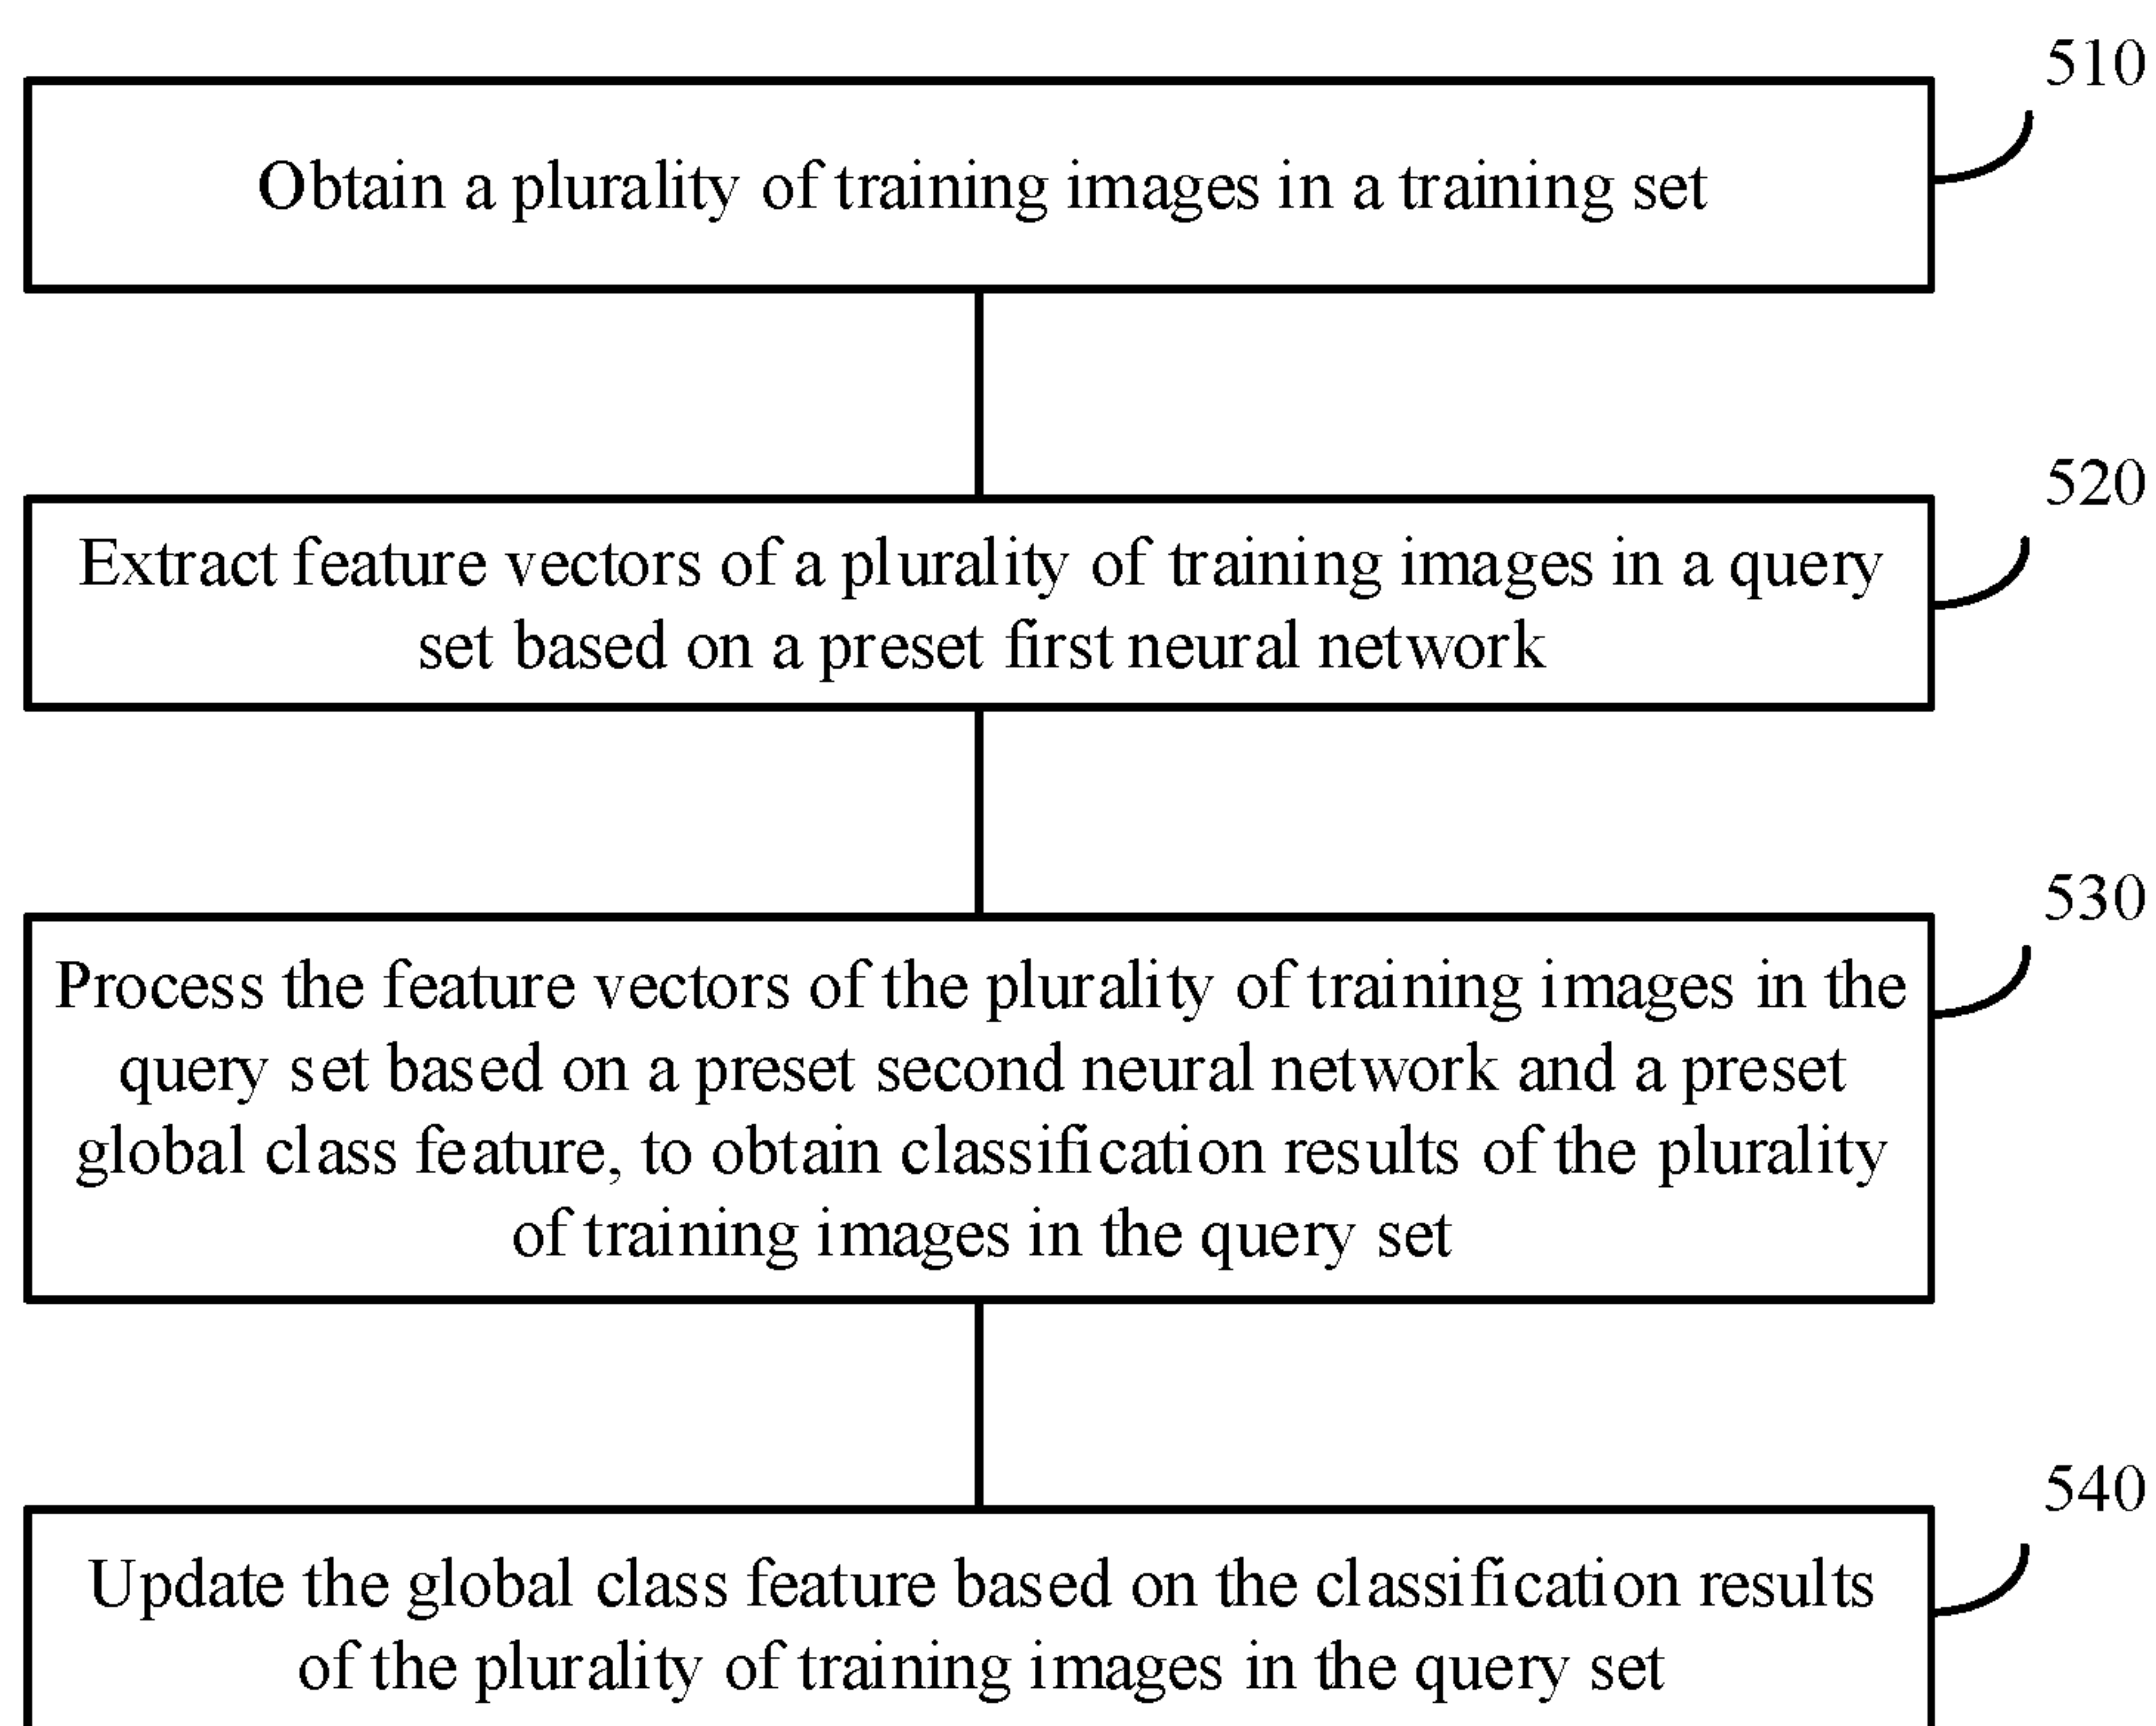 510
Obtain a plurality of training images in a training set
520
Extract feature vectors of a plurality of training images in a query
set based on a preset first neural network
530
Process the feature vectors of the plurality of training images in the
query set based on a preset second neural network and a preset
global class feature, to obtain classification results of the plurality
of training images in the query set
540
Update the global class feature based on the classification results
of the plurality of training images in the query set